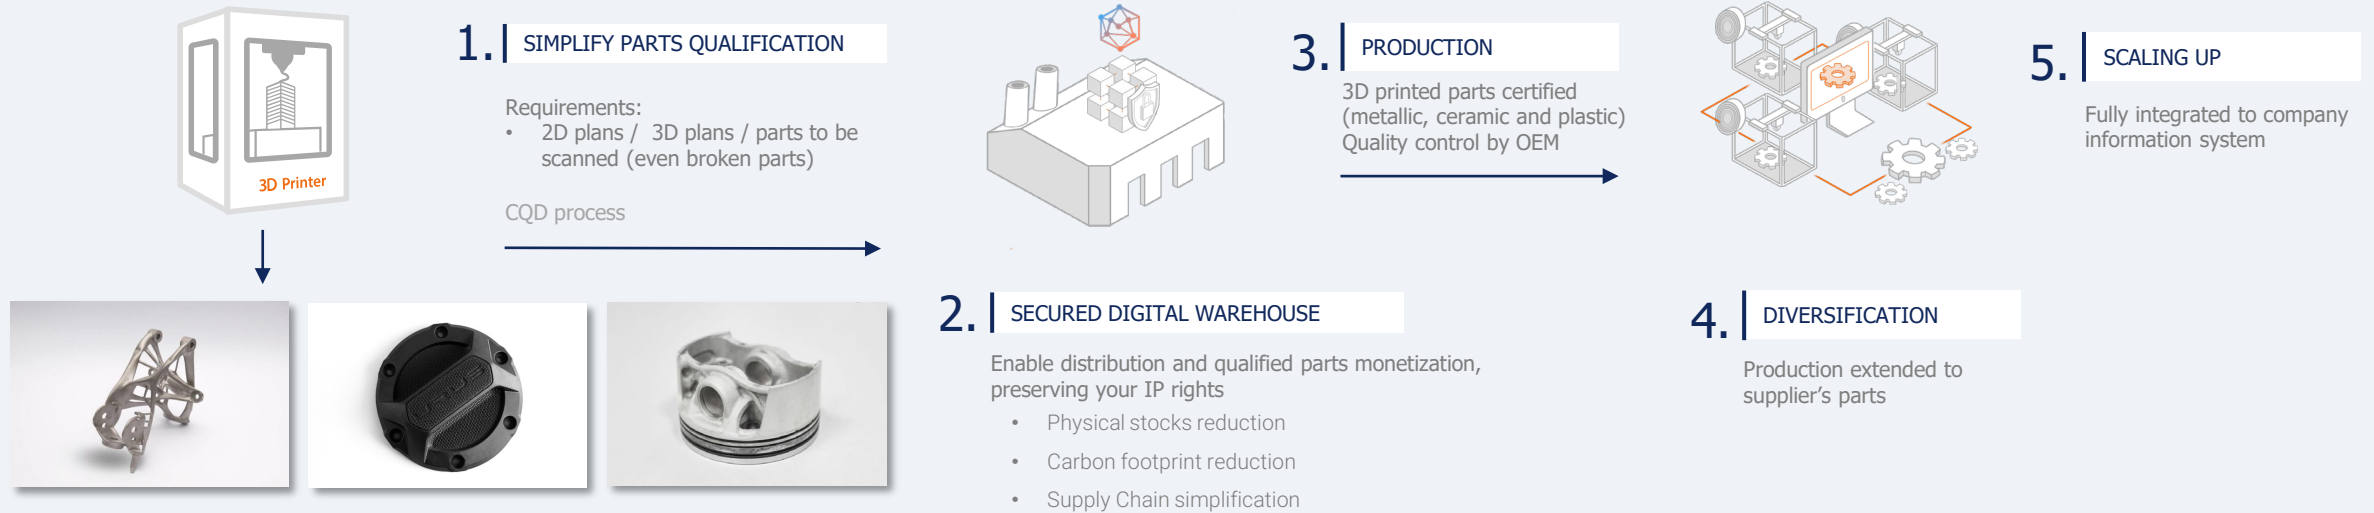 3D Printer
1.
SIMPLIFY PARTS QUALIFICATION
Requirements:
• 2D plans / 3D plans / parts to be
scanned (even broken parts)
CQD process
URUS
2.
SECURED DIGITAL WAREHOUSE
Enable distribution and qualified parts monetization,
preserving your IP rights
• Physical stocks reduction
• Carbon footprint reduction
• Supply Chain simplification
3.
PRODUCTION
3D printed parts certified
(metallic, ceramic and plastic)
Quality control by OEM
4.
DIVERSIFICATION
Production extended to
supplier’s parts
5.
SCALING UP
Fully integrated to company
information system